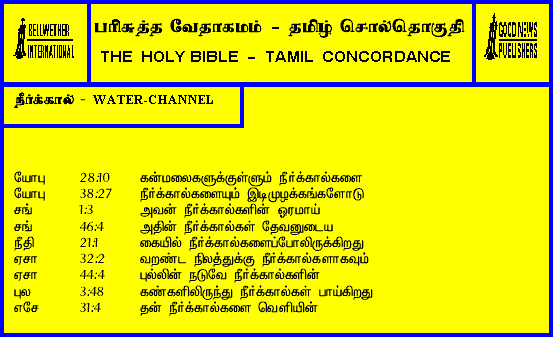 BELLWETHER
INTERNATIONAL
பரிசுத்த வேதாகமம் - தமிழ் சொல்தொகுதி
THE HOLY BIBLE - TAMIL CONCORDANCE
GOOD NEWS
PUBLISHERS
நீர்க்கால் - WATER-CHANNEL
யோபு 28:10 கன்மலைகளுக்குள்ளும் நீர்க்கால்களை
யோபு 38:27 நீர்க்கால்களையும் இடிமுழக்கங்களோடு
சங் 1:3 அவன் நீர்க்கால்களின் ஓரமாய்
சங் 46:4 அதின் நீர்க்கால்கள் தேவனுடைய
நீதி 21:1 கையில் நீர்க்கால்களைப்போலிருக்கிறது
ஏசா 32:2 வறண்ட நிலத்துக்கு நீர்க்கால்களாகவும்
ஏசா 44:4 புல்லின் நடுவே நீர்க்கால்களின்
புல 3:48 கண்களிலிருந்து நீர்க்கால்கள் பாய்கிறது
எசே 31:4 தன் நீர்க்கால்களை வெளியின்